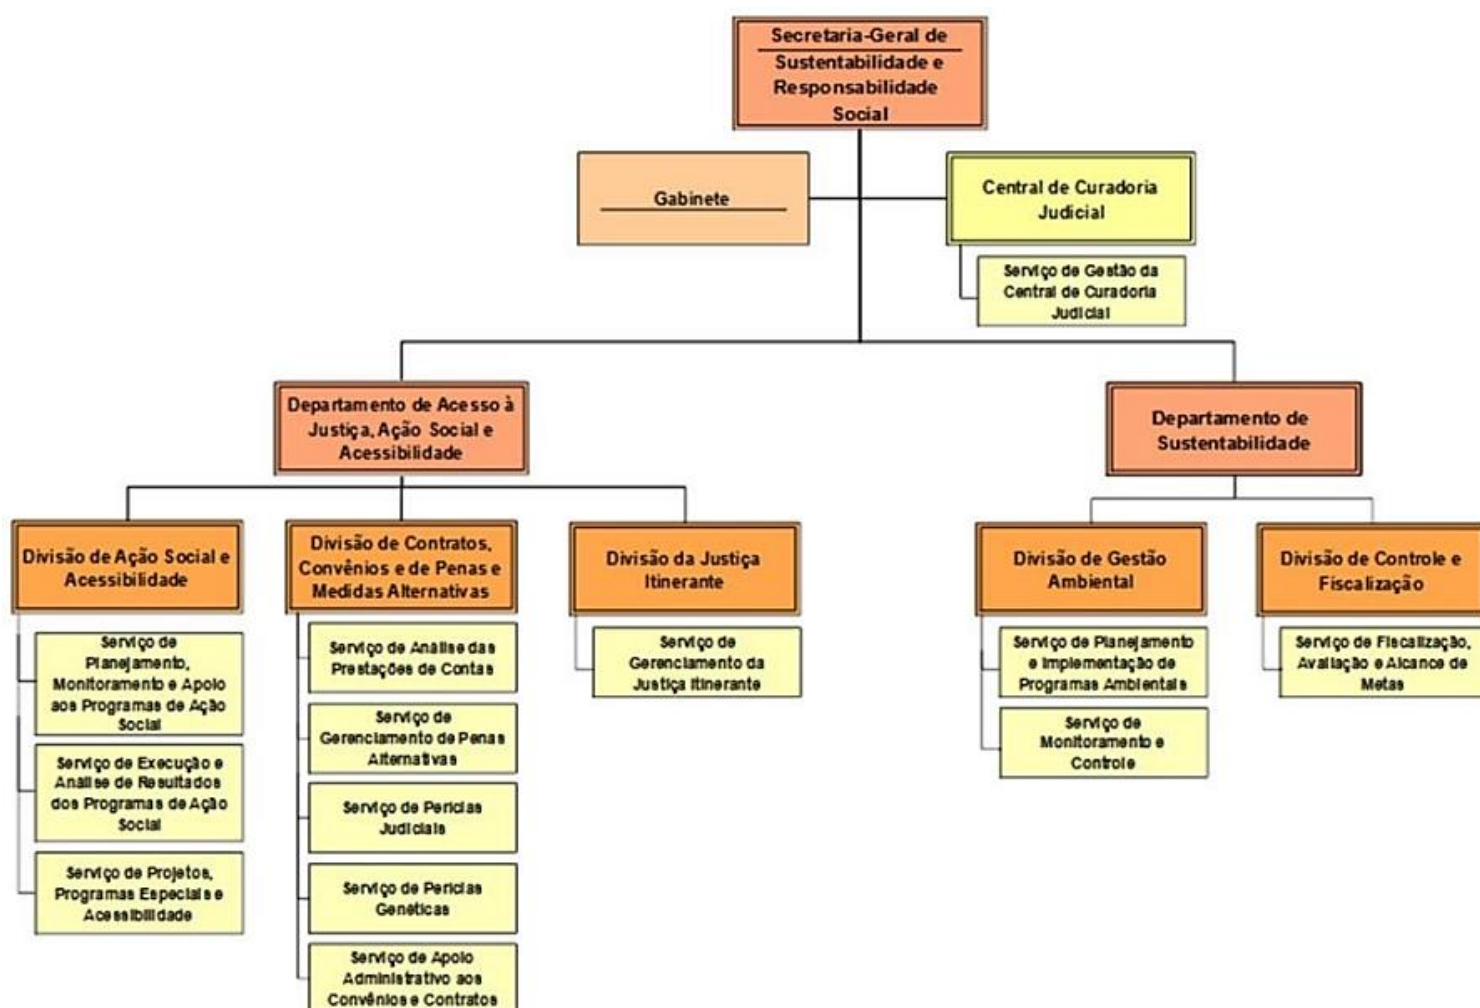 Secretaria-Geral de
Sustentabilidade e
Responsabilidade
Social
Gabinete
Central de Curadoria
Judicial
Serviço de Gestão da
Central de Curadoria
Judicial
Departamento de Acesso à
Justiça, Ação Social e
Acessibilidade
Departamento de
Sustentabilidade
Divisão de Ação Social e
Acessibilidade
Divisão de Contratos,
Convênios e de Penas e
Medidas Alternativas
Divisão da Justiça
Itinerante
Divisão de Gestão
Ambiental
Divisão de Controle e
Fiscalização
Serviço de
Planejamento,
Monitoramento e Apoio
aos Programas de Ação
Social
Serviço de Execução e
Análise de Resultados
dos Programas de Ação
Social
Serviço de Projetos,
Programas Especiais e
Acessibilidade
Serviço de Análise das
Prestações de Contas
Serviço de
Gerenciamento de Penas
Alternativas
Serviço de Perícias
Judiciais
Serviço de Perícias
Genéticas
Serviço de Apoio
Administrativo aos
Convênios e Contratos
Serviço de
Gerenciamento da
Justiça Itinerante
Serviço de Planejamento
e Implementação de
Programas Ambientais
Serviço de
Monitoramento e
Controle
Serviço de Fiscalização,
Avaliação e Alcance de
Metas